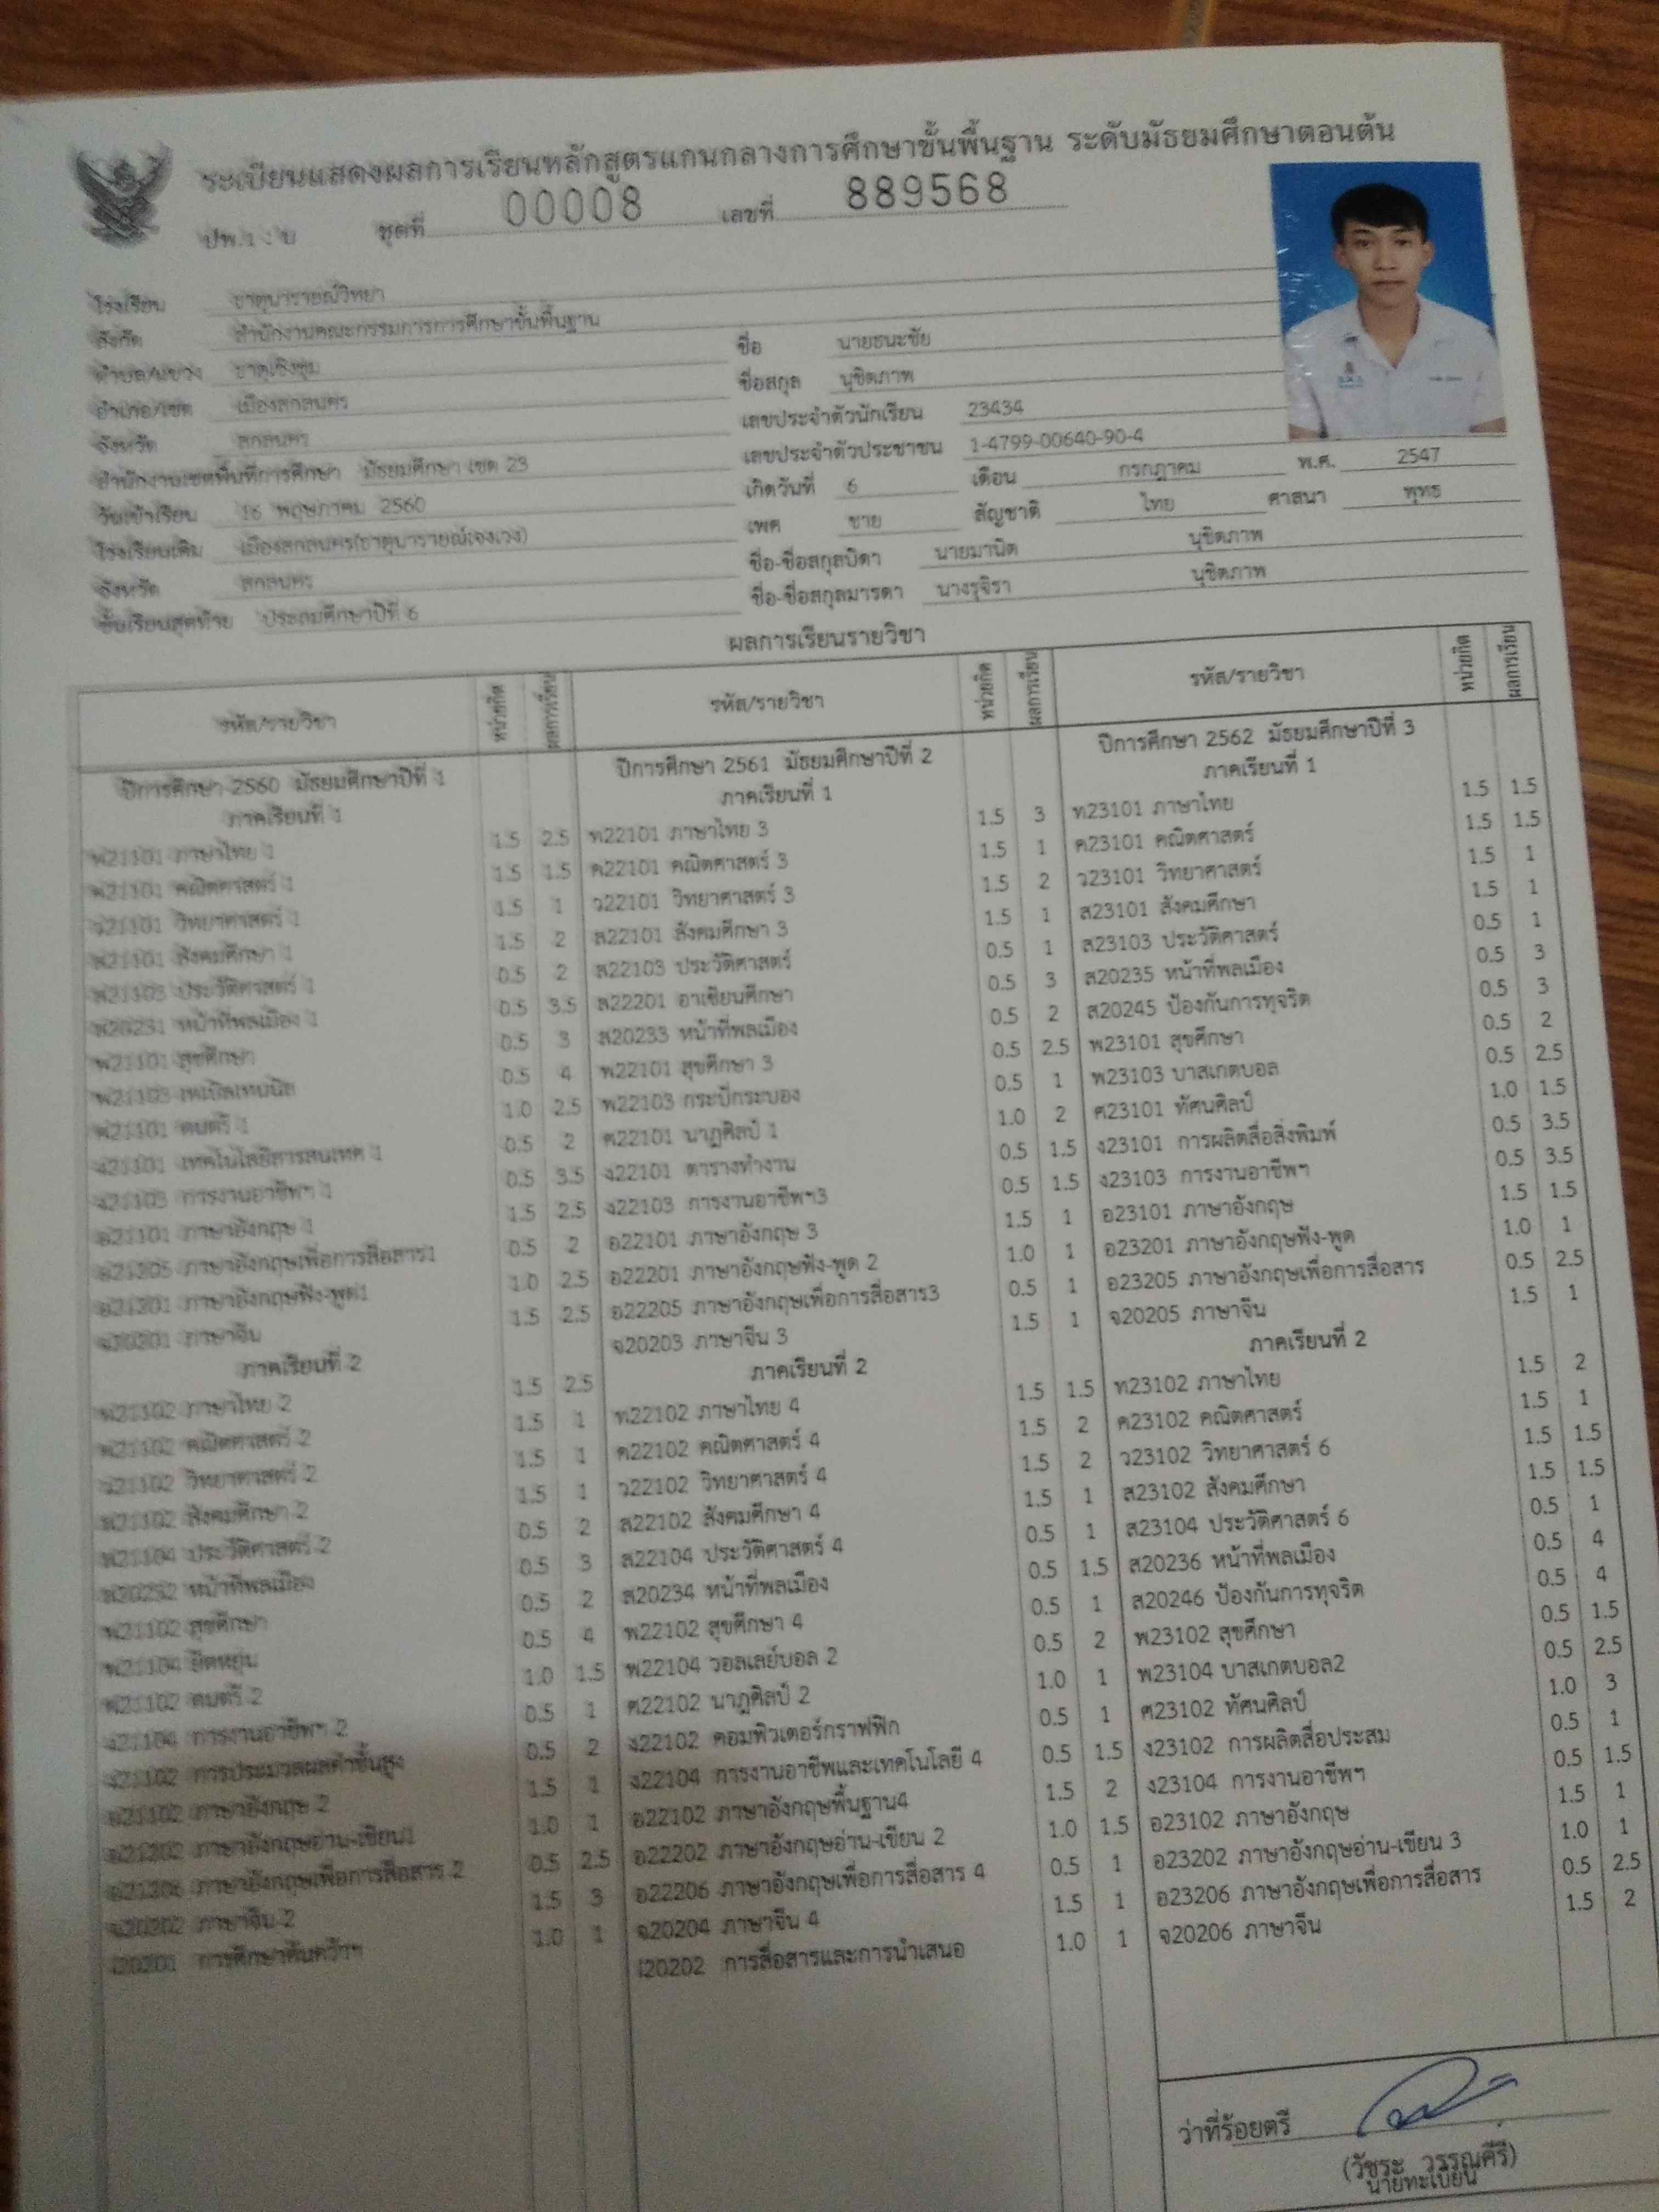 ระเบียนแสดงผลการเรียนหลักสูตรแกนกลางการศึกษาขั้นพื้นฐาน ระดับมัธยมศึกษาตอนต้น
ปพ.1 : บ ชุดที่ 00008 เลขที่ 889568
โรงเรียน ธาตุนารายณ์วิทยา
สังกัด สำนักงานคณะกรรมการการศึกษาขั้นพื้นฐาน
ตำบล/แขวง ธาตุเชิงชุม
อำเภอ/เขต เมืองสกลนคร
จังหวัด สกลนคร
สำนักงานเขตพื้นที่การศึกษา มัธยมศึกษา เขต 23
วันเข้าเรียน 16 พฤษภาคม 2560
โรงเรียนเดิม เมืองสกลนคร(ธาตุนารายณ์เจงเวง)
จังหวัด สกลนคร
ชั้นเรียนสุดท้าย ประถมศึกษาปีที่ 6
ชื่อ นายธนะชัย
ชื่อสกุล นุชิตภาพ
เลขประจำตัวนักเรียน 23434
เลขประจำตัวประชาชน 1-4799-00640-90-4
เกิดวันที่ 6 เดือน กรกฎาคม พ.ศ. 2547
เพศ ชาย สัญชาติ ไทย ศาสนา พุทธ
ชื่อ-ชื่อสกุลบิดา นายมานิต นุชิตภาพ
ชื่อ-ชื่อสกุลมารดา นางรุจิรา นุชิตภาพ
ผลการเรียนรายวิชา
รหัส/รายวิชา หน่วยกิต ผลการเรียน
ปีการศึกษา 2560 มัธยมศึกษาปีที่ 1
ภาคเรียนที่ 1
ท21101 ภาษาไทย 1 1.5 2.5
ค21101 คณิตศาสตร์ 1 1.5 1.5
ว21101 วิทยาศาสตร์ 1 1.5 1
ส21101 สังคมศึกษา 1 1.5 2
ส21103 ประวัติศาสตร์ 1 0.5 2
ส20231 หน้าที่พลเมือง 1 0.5 3.5
พ21101 สุขศึกษา 0.5 3
พ21103 เทเบิลเทนนิส 0.5 4
ศ21101 ดนตรี 1 1.0 2.5
ง21101 เทคโนโลยีสารสนเทศ 1 0.5 2
ง21103 การงานอาชีพฯ 1 0.5 3.5
อ21101 ภาษาอังกฤษ 1 1.5 2.5
อ21205 ภาษาอังกฤษเพื่อการสื่อสาร1 0.5 2
อ21201 ภาษาอังกฤษฟัง-พูด1 1.0 2.5
จ20201 ภาษาจีน 1.5 2.5
ภาคเรียนที่ 2
ท21102 ภาษาไทย 2 1.5 2.5
ค21102 คณิตศาสตร์ 2 1.5 1
ว21102 วิทยาศาสตร์ 2 1.5 1
ส21102 สังคมศึกษา 2 1.5 1
ส21104 ประวัติศาสตร์ 2 0.5 2
ส20232 หน้าที่พลเมือง 0.5 3
พ21102 สุขศึกษา 0.5 2
พ21104 ยืดหยุ่น 0.5 4
ศ21102 ดนตรี 2 1.0 1.5
ง21104 การงานอาชีพฯ 2 0.5 1
ง21102 การประมวลผลคำขั้นสูง 0.5 2
อ21102 ภาษาอังกฤษ 2 1.5 1
อ21202 ภาษาอังกฤษอ่าน-เขียน1 1.0 1
อ21206 ภาษาอังกฤษเพื่อการสื่อสาร 2 0.5 2.5
จ20202 ภาษาจีน 2 1.5 3
I20201 การศึกษาค้นคว้าฯ 1.0 1
รหัส/รายวิชา หน่วยกิต ผลการเรียน
ปีการศึกษา 2561 มัธยมศึกษาปีที่ 2
ภาคเรียนที่ 1
ท22101 ภาษาไทย 3 1.5 3
ค22101 คณิตศาสตร์ 3 1.5 1
ว22101 วิทยาศาสตร์ 3 1.5 2
ส22101 สังคมศึกษา 3 1.5 1
ส22103 ประวัติศาสตร์ 0.5 1
ส22201 อาเซียนศึกษา 0.5 3
ส20233 หน้าที่พลเมือง 0.5 2
พ22101 สุขศึกษา 3 0.5 2.5
พ22103 กระบี่กระบอง 0.5 1
ศ22101 นาฏศิลป์ 1 1.0 2
ง22101 ตารางทำงาน 0.5 1.5
ง22103 การงานอาชีพฯ3 0.5 1.5
อ22101 ภาษาอังกฤษ 3 1.5 1
อ22201 ภาษาอังกฤษฟัง-พูด 2 1.0 1
อ22205 ภาษาอังกฤษเพื่อการสื่อสาร3 0.5 1
จ20203 ภาษาจีน 3 1.5 1
ภาคเรียนที่ 2
ท22102 ภาษาไทย 4 1.5 1.5
ค22102 คณิตศาสตร์ 4 1.5 2
ว22102 วิทยาศาสตร์ 4 1.5 2
ส22102 สังคมศึกษา 4 1.5 1
ส22104 ประวัติศาสตร์ 4 0.5 1
ส20234 หน้าที่พลเมือง 0.5 1.5
พ22102 สุขศึกษา 4 0.5 1
พ22104 วอลเลย์บอล 2 0.5 2
ศ22102 นาฏศิลป์ 2 1.0 1
ง22102 คอมพิวเตอร์กราฟฟิก 0.5 1
ง22104 การงานอาชีพและเทคโนโลยี 4 0.5 1.5
อ22102 ภาษาอังกฤษพื้นฐาน4 1.5 2
อ22202 ภาษาอังกฤษอ่าน-เขียน 2 1.0 1.5
อ22206 ภาษาอังกฤษเพื่อการสื่อสาร 4 0.5 1
จ20204 ภาษาจีน 4 1.5 1
I20202 การสื่อสารและการนำเสนอ 1.0 1
รหัส/รายวิชา หน่วยกิต ผลการเรียน
ปีการศึกษา 2562 มัธยมศึกษาปีที่ 3
ภาคเรียนที่ 1
ท23101 ภาษาไทย 1.5 1.5
ค23101 คณิตศาสตร์ 1.5 1.5
ว23101 วิทยาศาสตร์ 1.5 1
ส23101 สังคมศึกษา 1.5 1
ส23103 ประวัติศาสตร์ 0.5 1
ส20235 หน้าที่พลเมือง 0.5 3
ส20245 ป้องกันการทุจริต 0.5 3
พ23101 สุขศึกษา 0.5 2
พ23103 บาสเกตบอล 0.5 2.5
ศ23101 ทัศนศิลป์ 1.0 1.5
ง23101 การผลิตสื่อสิ่งพิมพ์ 0.5 3.5
ง23103 การงานอาชีพฯ 0.5 3.5
อ23101 ภาษาอังกฤษ 1.5 1.5
อ23201 ภาษาอังกฤษฟัง-พูด 1.0 1
อ23205 ภาษาอังกฤษเพื่อการสื่อสาร 0.5 2.5
จ20205 ภาษาจีน 1.5 1
ภาคเรียนที่ 2
ท23102 ภาษาไทย 1.5 2
ค23102 คณิตศาสตร์ 1.5 1
ว23102 วิทยาศาสตร์ 6 1.5 1.5
ส23102 สังคมศึกษา 1.5 1.5
ส23104 ประวัติศาสตร์ 6 0.5 1
ส20236 หน้าที่พลเมือง 0.5 4
ส20246 ป้องกันการทุจริต 0.5 4
พ23102 สุขศึกษา 0.5 1.5
พ23104 บาสเกตบอล2 0.5 2.5
ศ23102 ทัศนศิลป์ 1.0 3
ง23102 การผลิตสื่อประสม 0.5 1
ง23104 การงานอาชีพฯ 0.5 1.5
อ23102 ภาษาอังกฤษ 1.5 1
อ23202 ภาษาอังกฤษอ่าน-เขียน 3 1.0 1
อ23206 ภาษาอังกฤษเพื่อการสื่อสาร 0.5 2.5
จ20206 ภาษาจีน 1.5 2
ว่าที่ร้อยตรี
(วัชระ วรรณคีรี)
นายทะเบียน